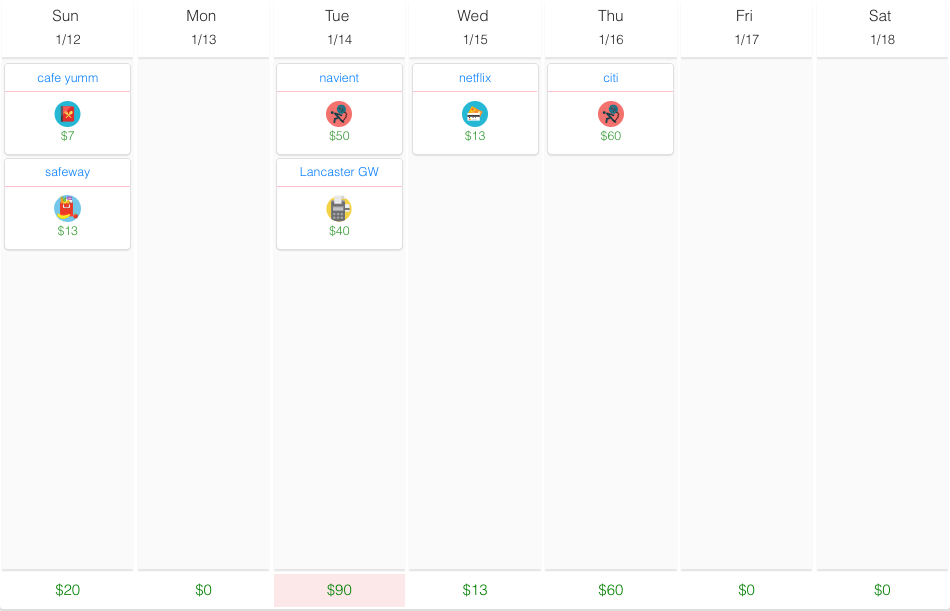 Sun Mon Tue Wed Thu Fri Sat
1/12 1/13 1/14 1/15 1/16 1/17 1/18
cafe yumm navient netflix citi
$7 $50 $13 $60
safeway Lancaster GW
$13 $40
$20 $0 $90 $13 $60 $0 $0